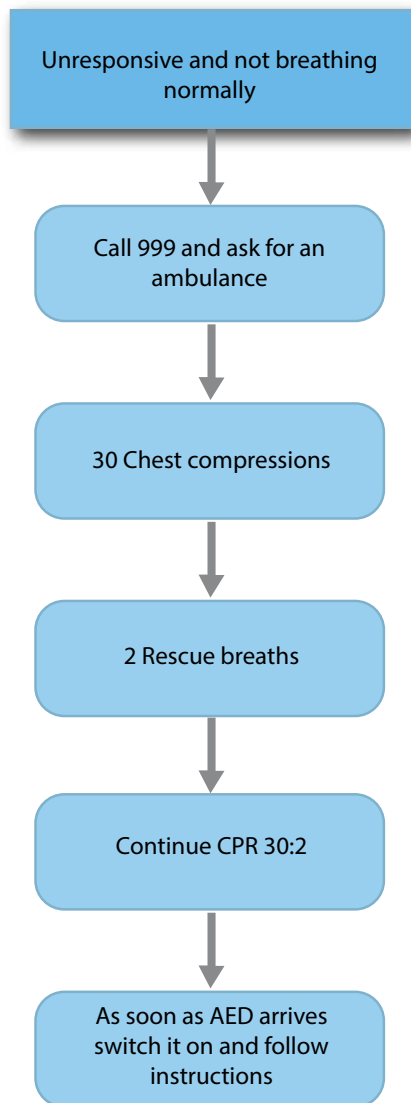 Unresponsive and not breathing
normally
Call 999 and ask for an
ambulance
30 Chest compressions
2 Rescue breaths
Continue CPR 30:2
As soon as AED arrives
switch it on and follow
instructions